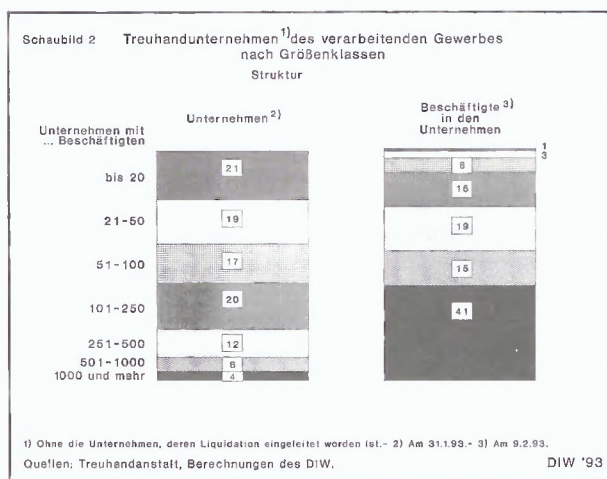 Schaubild 2 Treuhandunternehmen 1) des verarbeitenden Gewerbes
nach Größenklassen
Struktur
Unternehmen 2)
Beschäftigte 3)
in den
Unternehmen
Unternehmen mit
... Beschäftigten
bis 20
21-50
51-100
101-250
251-500
501-1000
1000 und mehr
21
19
17
20
12
6
4
1
3
6
16
19
15
41
1) Ohne die Unternehmen, deren Liquidation eingeleitet worden ist.- 2) Am 31.1.93.- 3) Am 9.2.93.
Quellen: Treuhandanstalt, Berechnungen des DIW. DIW '93